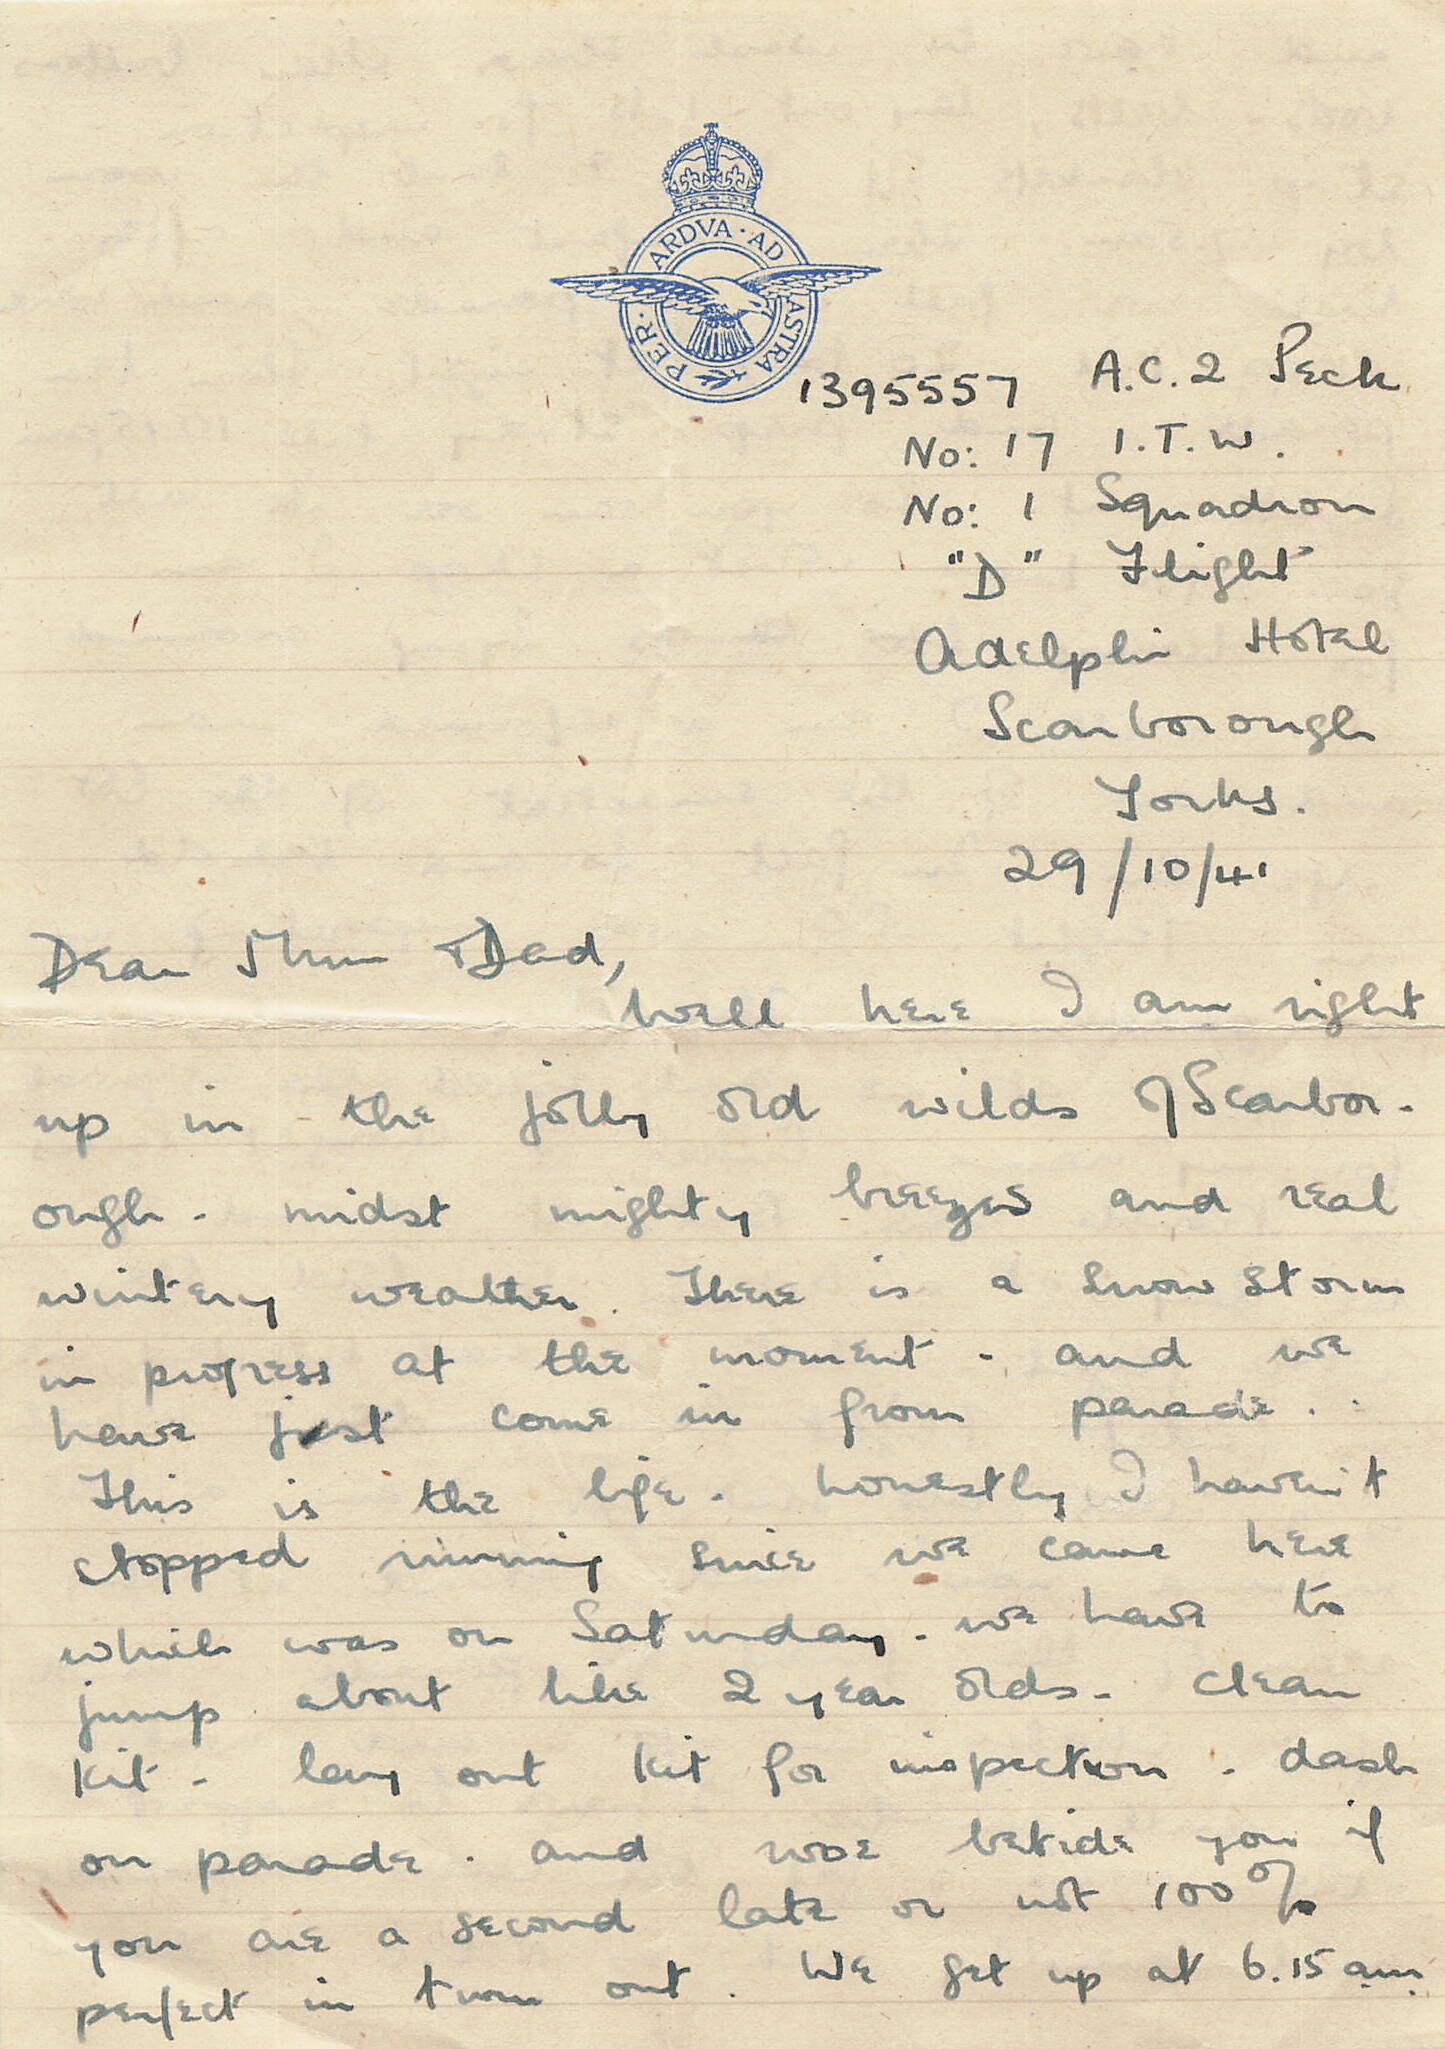 PER · ARDVA · AD ASTRA
1395557 A.C.2 Peck
No: 17 I.T.W.
No: 1 Squadron
"D" Flight
Adelphi Hotel
Scarborough
Yorks.
29/10/41
Dear Mum + Dad,
Well here I am right
up in the jolly old wilds of Scarbor-
ough - midst mighty breezes and real
wintery weather. There is a snow storm
in progress at the moment - and we
have just come in from parade..
This is the life - honestly I haven't
stopped running since we came here
which was on Saturday. We have to
jump about like 2 year olds - clean
kit - lay out kit for inspection - dash
on parade - and woe betide you if
you are a second late or not 100%
perfect in turn out. We get up at 6.15 am.